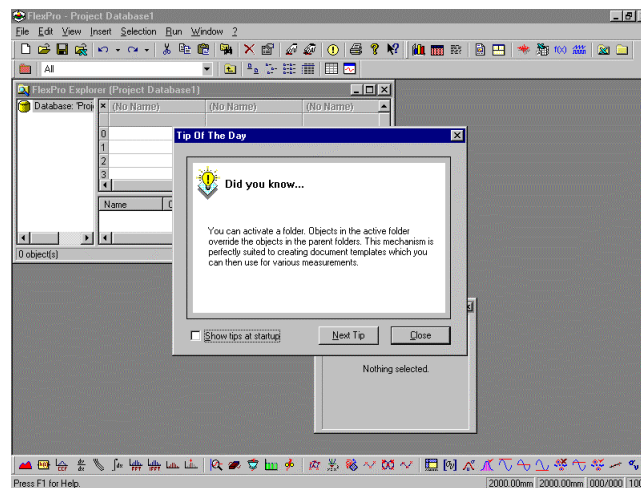 FlexPro - Project Database1
File Edit View Insert Selection Run Window ?
All
FlexPro Explorer (Project Database1)
Database: 'Proj
(No Name) (No Name) (No Name)
0
1
2
3
Name
0 object(s)
Tip Of The Day
Did you know...
You can activate a folder. Objects in the active folder
override the objects in the parent folders. This mechanism is
perfectly suited to creating document templates which you
can then use for various measurements.
Show tips at startup
Next Tip
Close
Nothing selected.
Press F1 for Help.
2000.00mm 2000.00mm 000/000